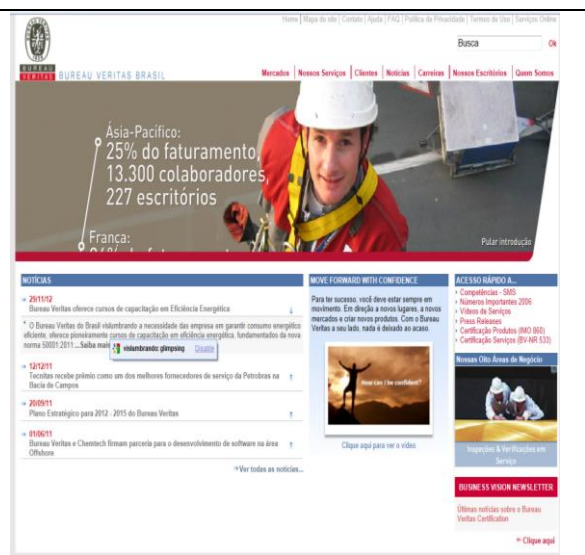 Home | Mapa do site | Contato | Ajuda | FAQ | Política de Privacidade | Termos de Uso | Serviços Online
Busca Ok
BUREAU VERITAS
BUREAU VERITAS BRASIL
Mercados | Nossos Serviços | Clientes | Notícias | Carreiras | Nossos Escritórios | Quem Somos
Ásia-Pacífico:
25% do faturamento,
13.300 colaboradores,
227 escritórios
França:
Pular introdução
NOTÍCIAS
29/11/12
Bureau Veritas oferece cursos de capacitação em Eficiência Energética
* O Bureau Veritas do Brasil vislumbrando a necessidade das empresa em garantir consumo energético
eficiente, oferece pioneiramente cursos de capacitação em eficiência energética, fundamentados da nova
norma 50001:2011 ...Saiba mais
vislumbrando: glimpsing Disable
12/12/11
Tecnitas recebe prêmio como um dos melhores fornecedores de serviço da Petrobras na
Bacia de Campos
20/09/11
Plano Estratégico para 2012 - 2015 do Bureau Veritas
01/06/11
Bureau Veritas e Chemtech firmam parceria para o desenvolvimento de software na área
Offshore
Ver todas as notícias...
MOVE FORWARD WITH CONFIDENCE
Para ter sucesso, você deve estar sempre em
movimento. Em direção a novos lugares, a novos
mercados e criar novos produtos. Com o Bureau
Veritas a seu lado, nada é deixado ao acaso.
How can I be confident?
Clique aqui para ver o vídeo
ACESSO RÁPIDO A...
Competências - SMS
Números Importantes 2006
Vídeos de Serviços
Press Releases
Certificação Produtos (IMO 860)
Certificação Serviços (BV-NR 533)
Nossas Oito Áreas de Negócio
Inspeções & Verificações em
Serviço
BUSINESS VISION NEWSLETTER
Últimas notícias sobre o Bureau
Veritas Certification
Clique aqui